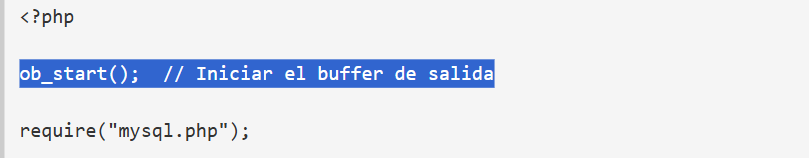 <?php
ob_start();  // Iniciar el buffer de salida
require("mysql.php");